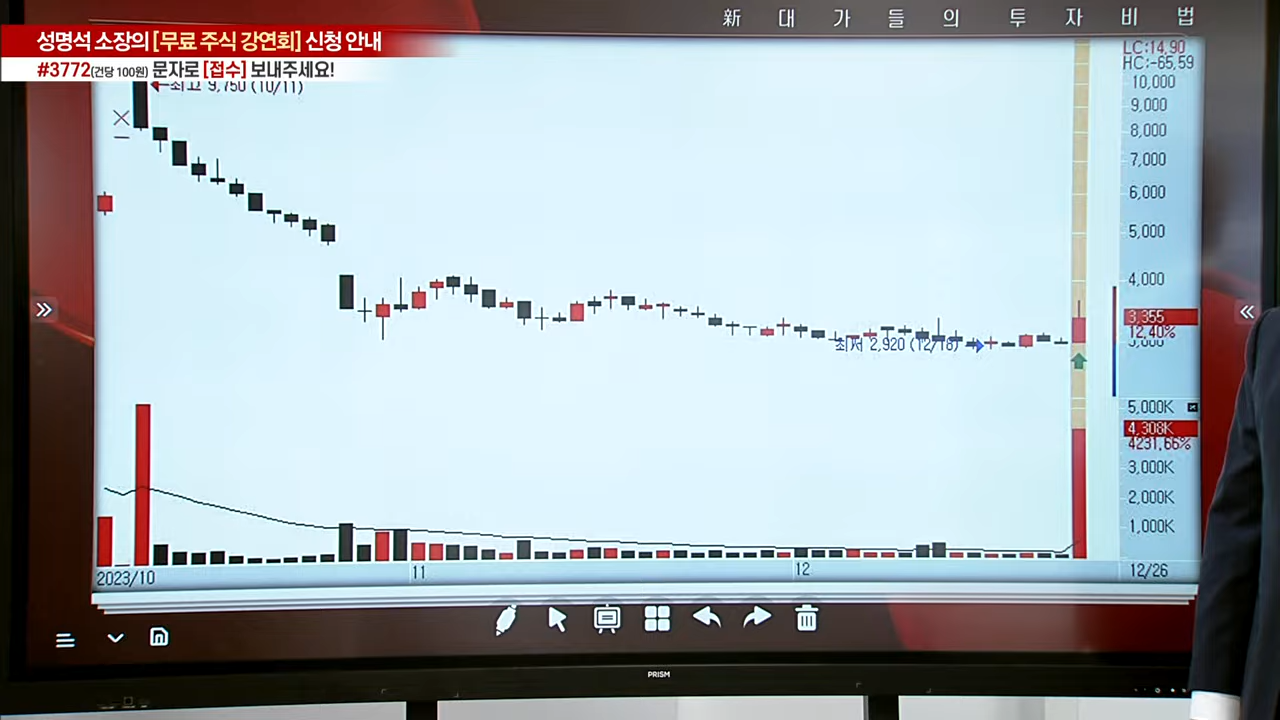 新 대 가 들 의 투 자 비 법
성명석 소장의 [무료 주식 강연회] 신청 안내
#3772(건당 100원) 문자로 [접수] 보내주세요!
←최고 9,750 (10/11)
LC:14,90
HC:-65,59
10,000
9,000
8,000
7,000
6,000
5,000
4,000
3,355
12,40%
3,000
최저 2,920 (12/18)
5,000K
4,308K
4231,66%
3,000K
2,000K
1,000K
2023/10
11
12
12/26
PRISM